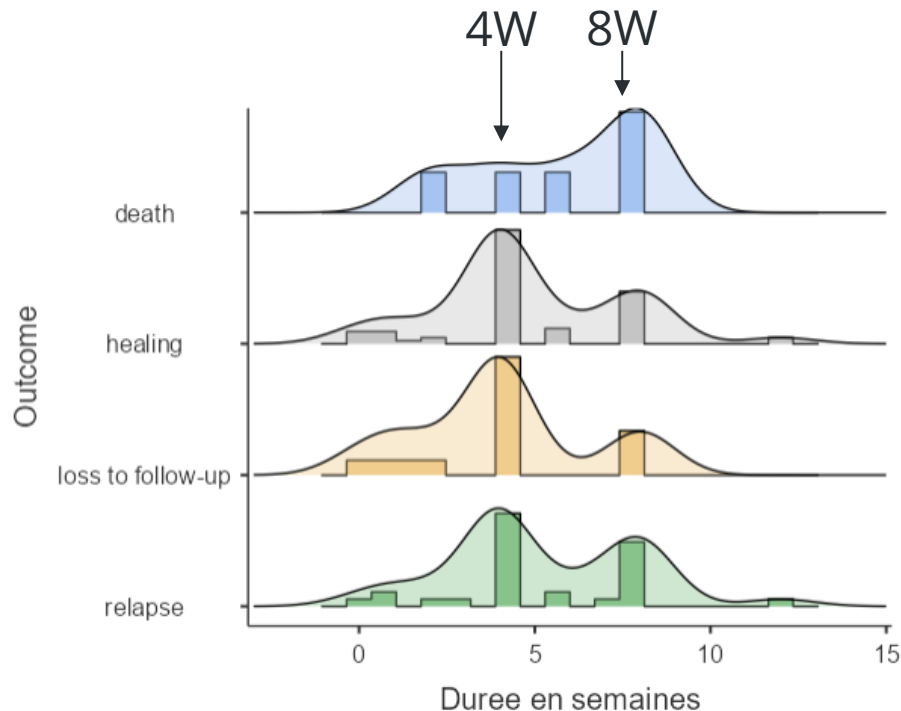 4W 8W
death
healing
loss to follow-up
relapse
Outcome
0 5 10 15
Duree en semaines